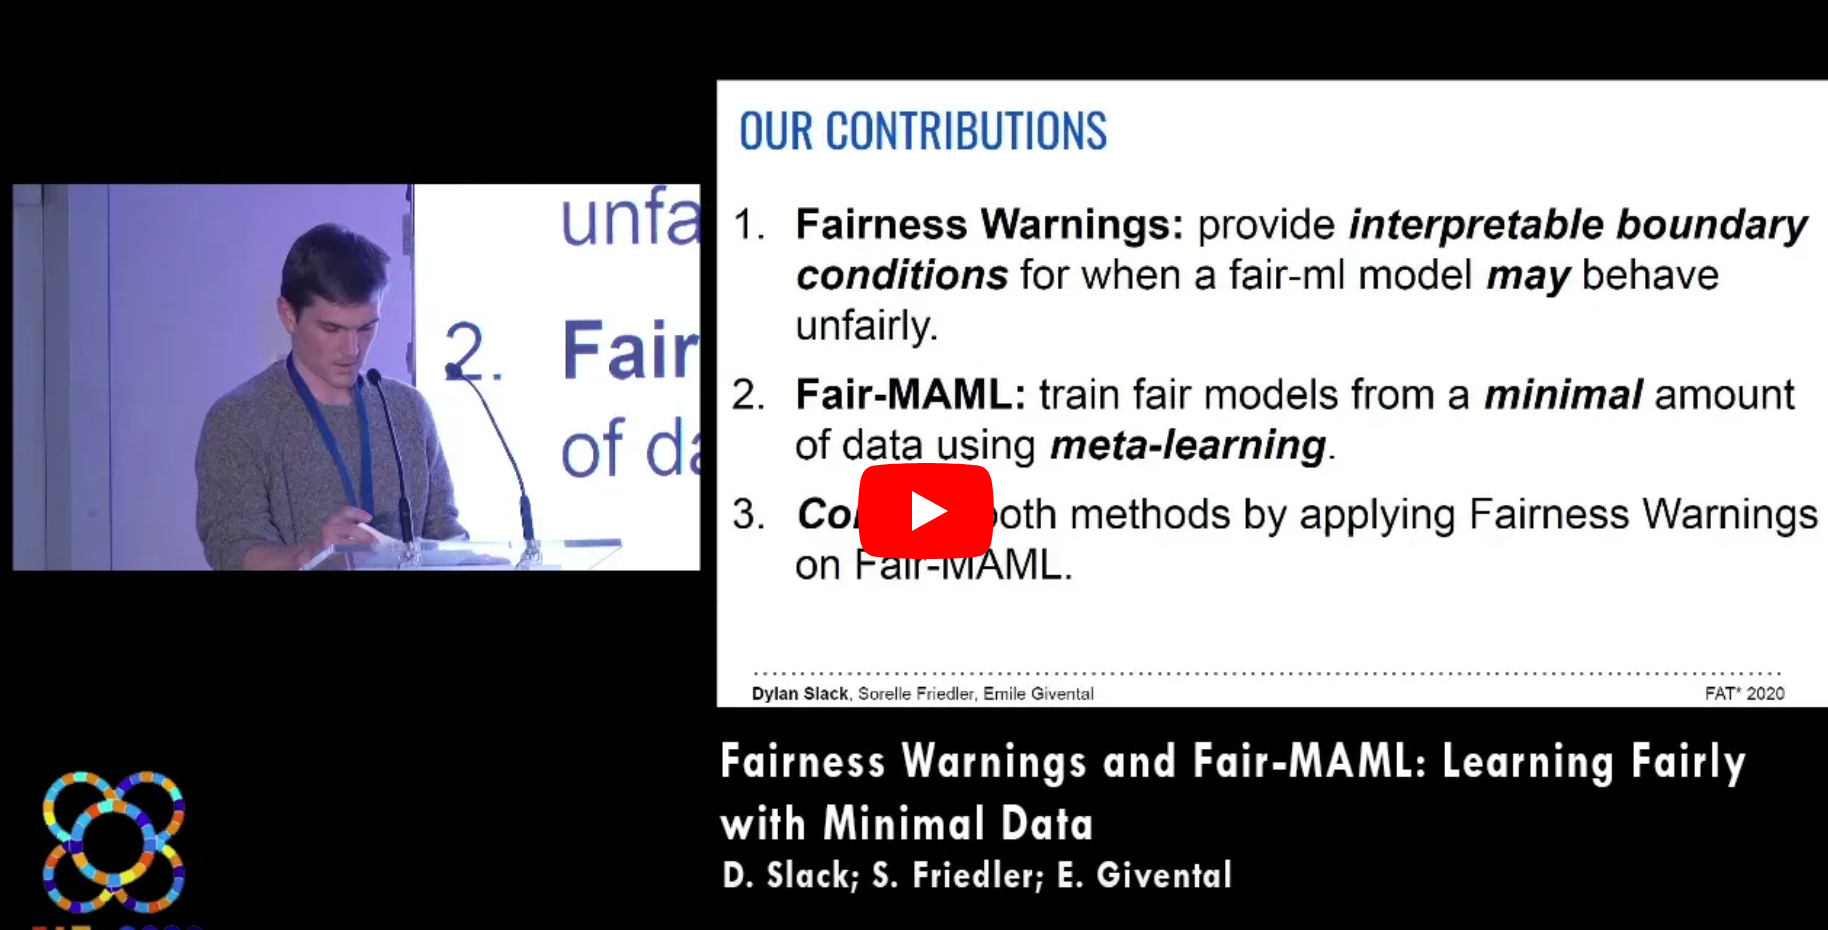 OUR CONTRIBUTIONS
1. Fairness Warnings: provide interpretable boundary
conditions for when a fair-ml model may behave
unfairly.
2. Fair-MAML: train fair models from a minimal amount
of data using meta-learning.
3. both methods by applying Fairness Warnings
on Fair-MAML.
Dylan Slack, Sorelle Friedler, Emile Givental
FAT* 2020
unfa
2. Fair
of da
Fairness Warnings and Fair-MAML: Learning Fairly
with Minimal Data
D. Slack; S. Friedler; E. Givental